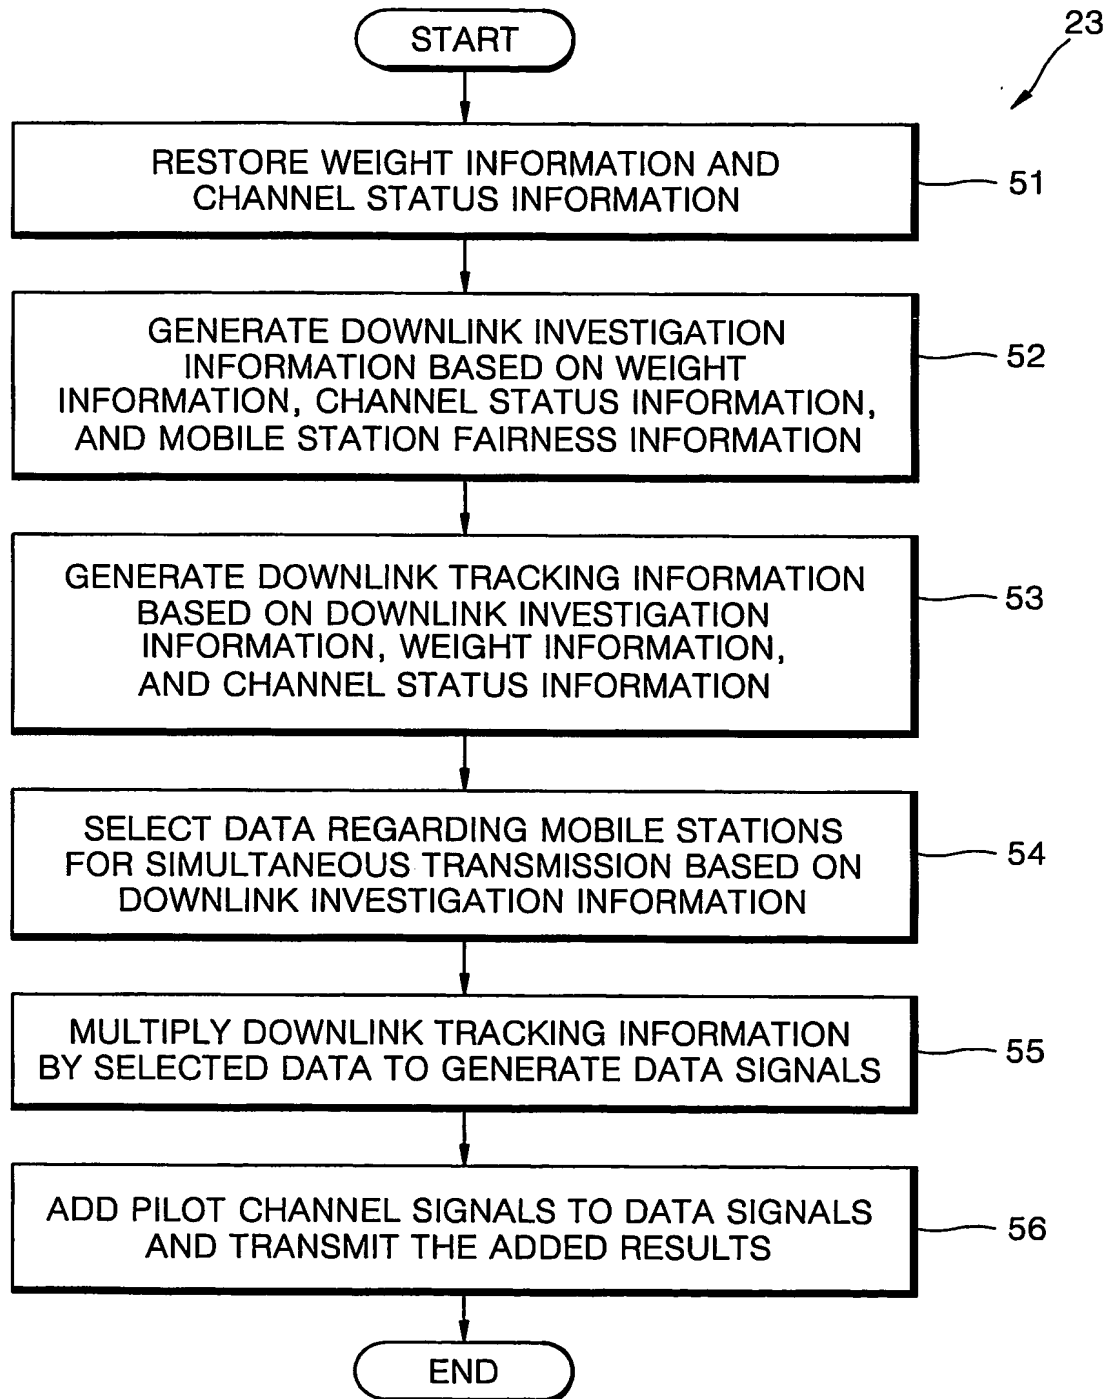 START
23
RESTORE WEIGHT INFORMATION AND
CHANNEL STATUS INFORMATION
51
GENERATE DOWNLINK INVESTIGATION
INFORMATION BASED ON WEIGHT
INFORMATION, CHANNEL STATUS INFORMATION,
AND MOBILE STATION FAIRNESS INFORMATION
52
GENERATE DOWNLINK TRACKING INFORMATION
BASED ON DOWNLINK INVESTIGATION
INFORMATION, WEIGHT INFORMATION,
AND CHANNEL STATUS INFORMATION
53
SELECT DATA REGARDING MOBILE STATIONS
FOR SIMULTANEOUS TRANSMISSION BASED ON
DOWNLINK INVESTIGATION INFORMATION
54
MULTIPLY DOWNLINK TRACKING INFORMATION
BY SELECTED DATA TO GENERATE DATA SIGNALS
55
ADD PILOT CHANNEL SIGNALS TO DATA SIGNALS
AND TRANSMIT THE ADDED RESULTS
56
END